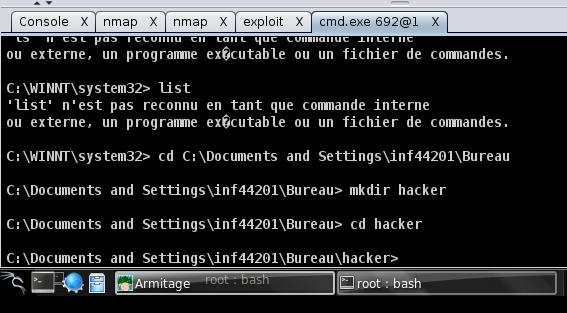 Console X nmap X nmap X exploit X cmd.exe 692@1 X
'ls' n'est pas reconnu en tant que commande interne
ou externe, un programme ex�cutable ou un fichier de commandes.
C:\WINNT\system32> list
'list' n'est pas reconnu en tant que commande interne
ou externe, un programme ex�cutable ou un fichier de commandes.
C:\WINNT\system32> cd C:\Documents and Settings\inf44201\Bureau
C:\Documents and Settings\inf44201\Bureau> mkdir hacker
C:\Documents and Settings\inf44201\Bureau> cd hacker
C:\Documents and Settings\inf44201\Bureau\hacker>
Armitage root : bash root : bash